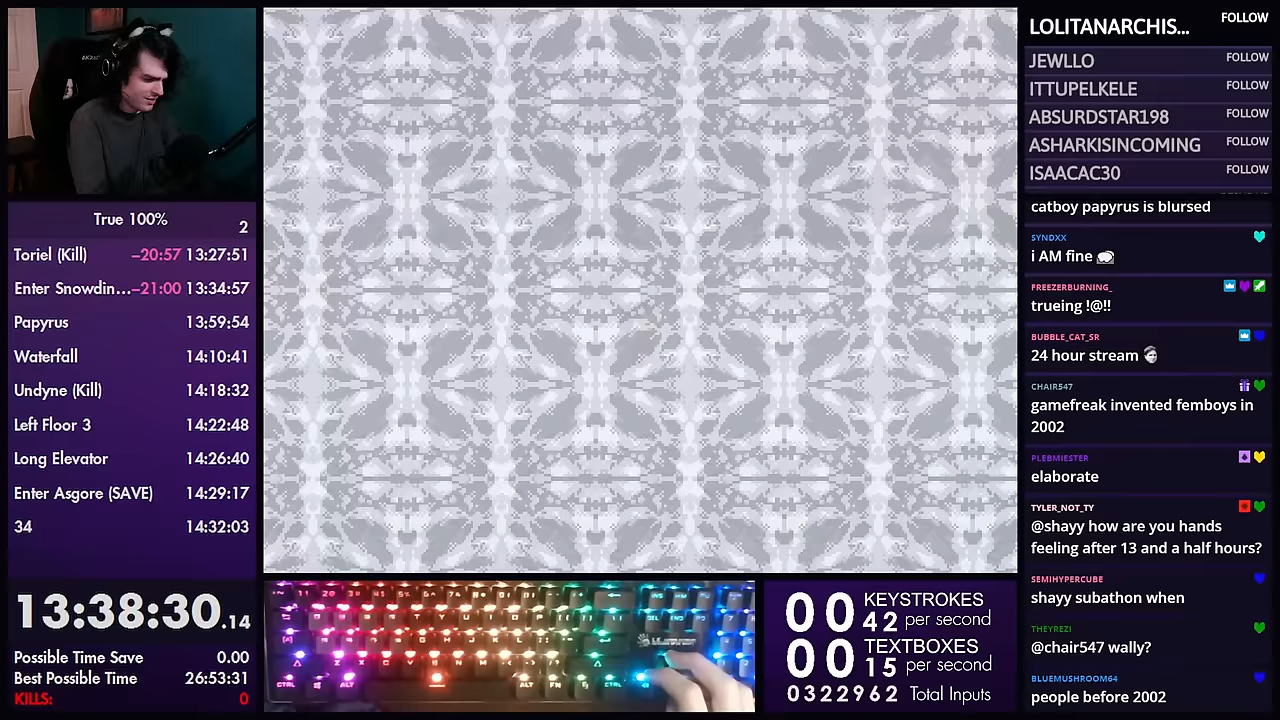 True 100%
2
Toriel (Kill) –20:57 13:27:51
Enter Snowdin...–21:00 13:34:57
Papyrus 13:59:54
Waterfall 14:10:41
Undyne (Kill) 14:18:32
Left Floor 3 14:22:48
Long Elevator 14:26:40
Enter Asgore (SAVE) 14:29:17
34 14:32:03
13:38:30.14
Possible Time Save 0.00
Best Possible Time 26:53:31
KILLS: 0
00 KEYSTROKES
42 per second
00 TEXTBOXES
15 per second
0322962 Total Inputs
LOLITANARCHIS... FOLLOW
JEWLLO FOLLOW
ITTUPELKELE FOLLOW
ABSURDSTAR198 FOLLOW
ASHARKISINCOMING FOLLOW
ISAACAC30 FOLLOW
catboy papyrus is blursed
SYNDXX
i AM fine
FREEZERBURNING_
trueing !@!!
BUBBLE_CAT_SR
24 hour stream
CHAIR547
gamefreak invented femboys in
2002
PLEBMIESTER
elaborate
TYLER_NOT_TY
@shayy how are you hands
feeling after 13 and a half hours?
SEMIHYPERCUBE
shayy subathon when
THEYREZI
@chair547 wally?
BLUEMUSHROOM64
people before 2002